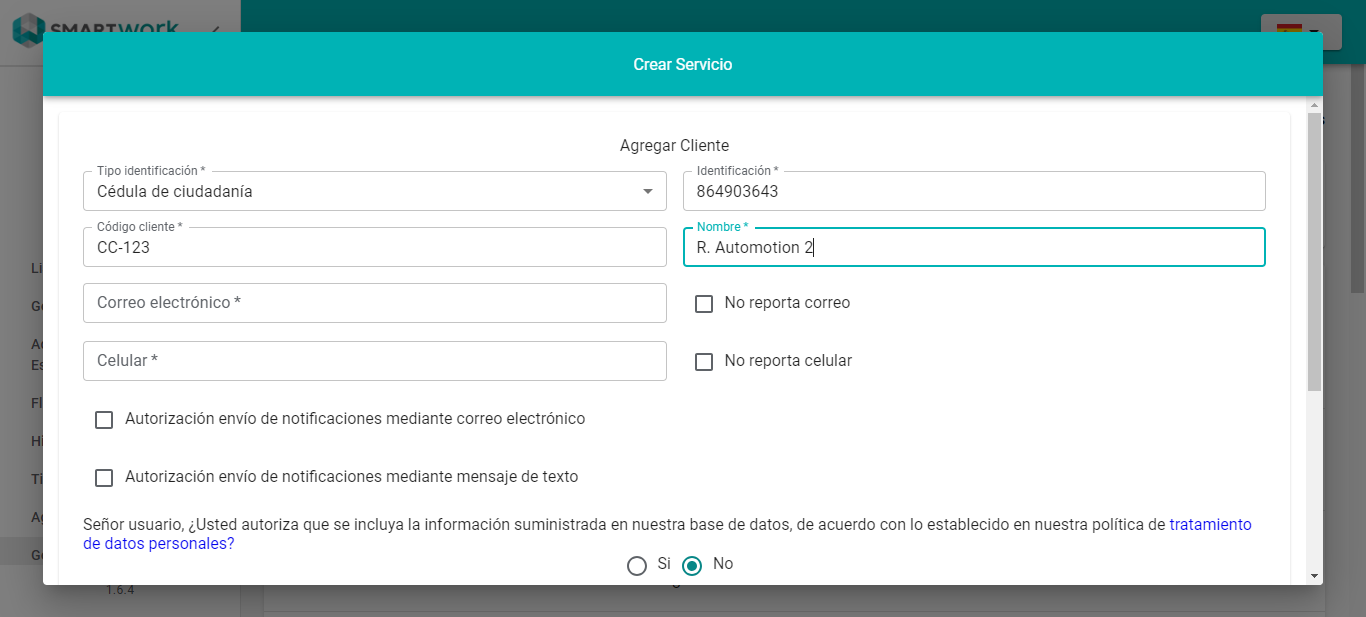 SMARTWork
Crear Servicio
Agregar Cliente
Tipo identificación *
Identificación *
Cédula de ciudadanía
864903643
Código cliente *
Nombre *
CC-123
R. Automotion 2
Correo electrónico *
No reporta correo
Celular *
No reporta celular
Autorización envío de notificaciones mediante correo electrónico
Autorización envío de notificaciones mediante mensaje de texto
Señor usuario, ¿Usted autoriza que se incluya la información suministrada en nuestra base de datos, de acuerdo con lo establecido en nuestra política de tratamiento
de datos personales?
Si
No
1.6.4